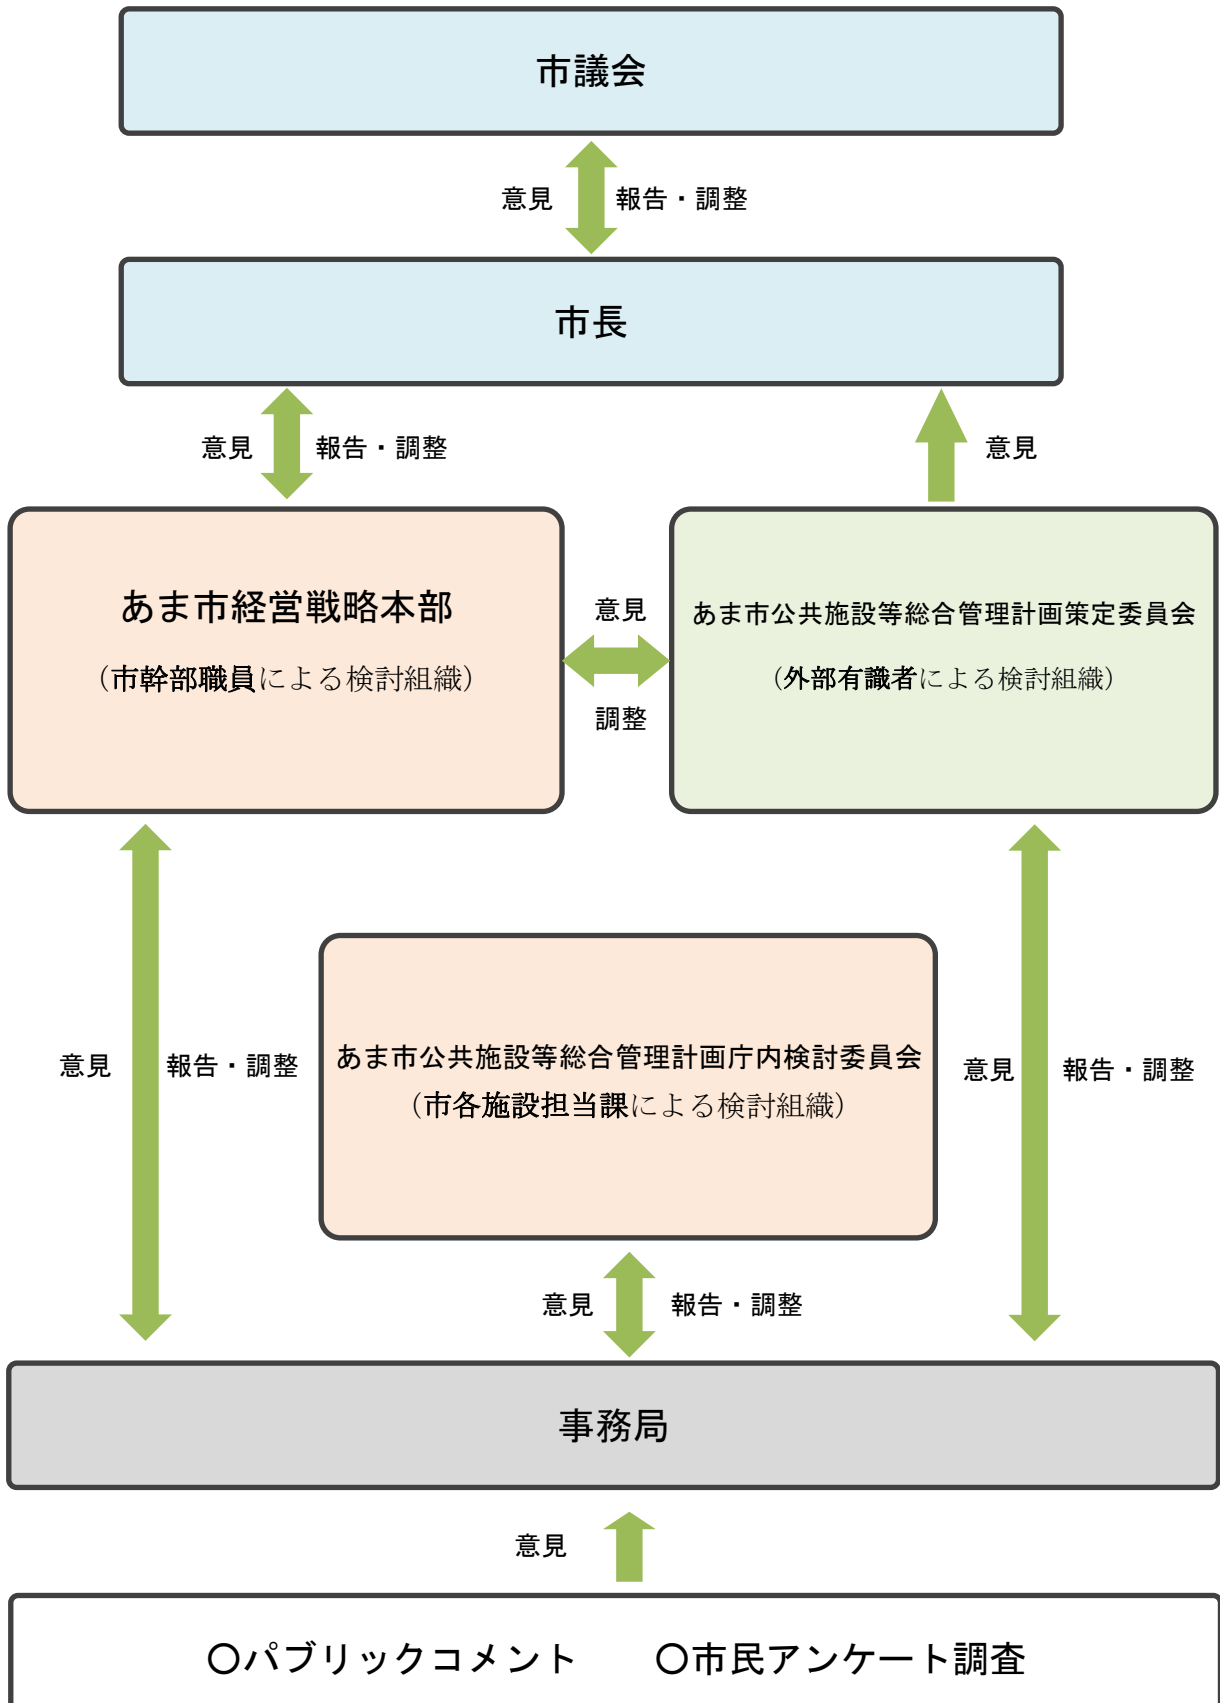 市議会
意見 報告・調整
市長
意見 報告・調整
意見
あま市経営戦略本部
（市幹部職員による検討組織）
意見
調整
あま市公共施設等総合管理計画策定委員会
（外部有識者による検討組織）
意見 報告・調整
あま市公共施設等総合管理計画庁内検討委員会
（市各施設担当課による検討組織）
意見 報告・調整
意見 報告・調整
事務局
意見
〇パブリックコメント 〇市民アンケート調査